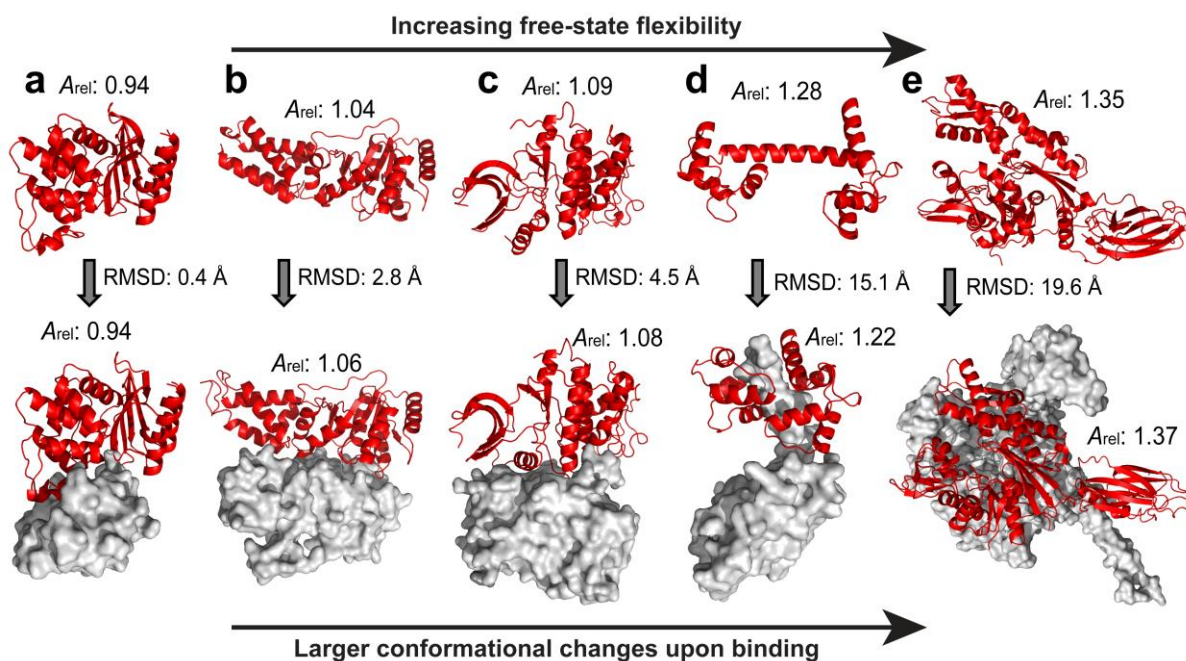 Increasing free-state flexibility
a
Arel: 0.94
b
Arel: 1.04
c
Arel: 1.09
d
Arel: 1.28
e
Arel: 1.35
RMSD: 0.4 Å
RMSD: 2.8 Å
RMSD: 4.5 Å
RMSD: 15.1 Å
RMSD: 19.6 Å
Arel: 0.94
Arel: 1.06
Arel: 1.08
Arel: 1.22
Arel: 1.37
Larger conformational changes upon binding